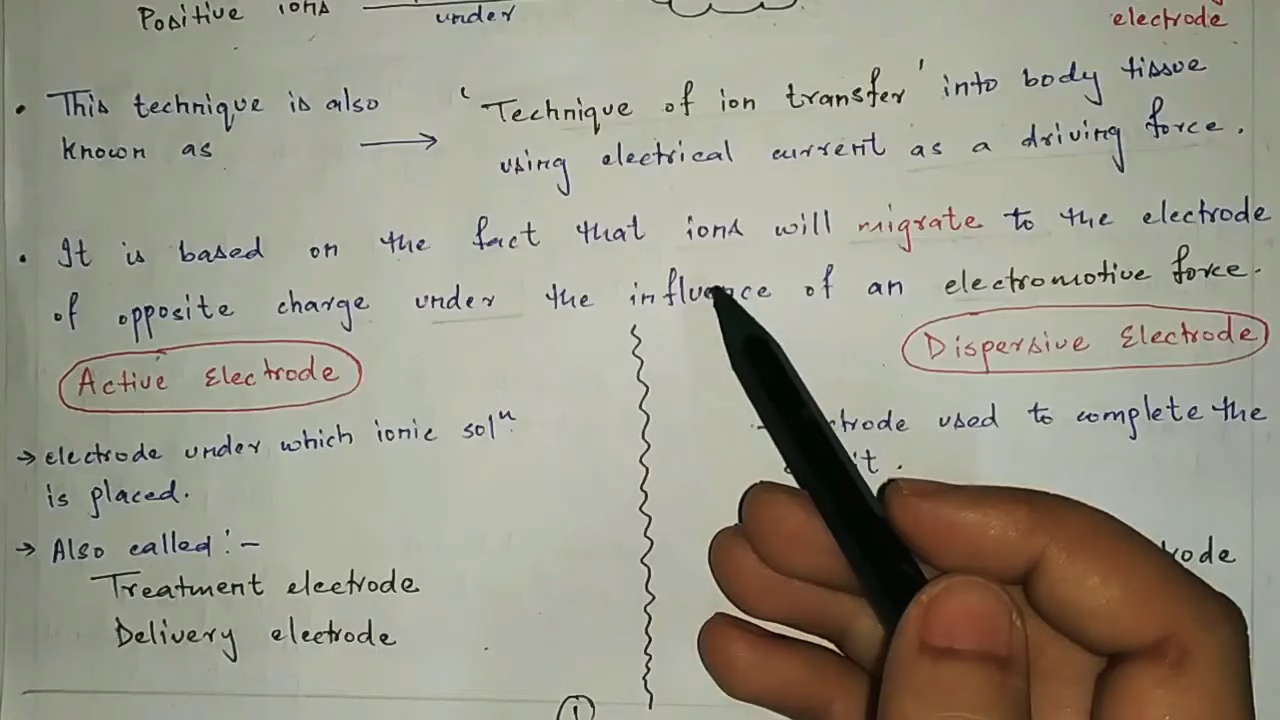 Positive ions
under
electrode
• This technique is also
known as
→ 'Technique of ion transfer' into body tissue
using electrical current as a driving force.
• It is based on the fact that ions will migrate to the electrode
of opposite charge under the influence of an electromotive force.
Active Electrode
→ electrode under which ionic solⁿ.
is placed.
→ Also called :-
Treatment electrode
Delivery electrode
Dispersive Electrode
used to complete the
①